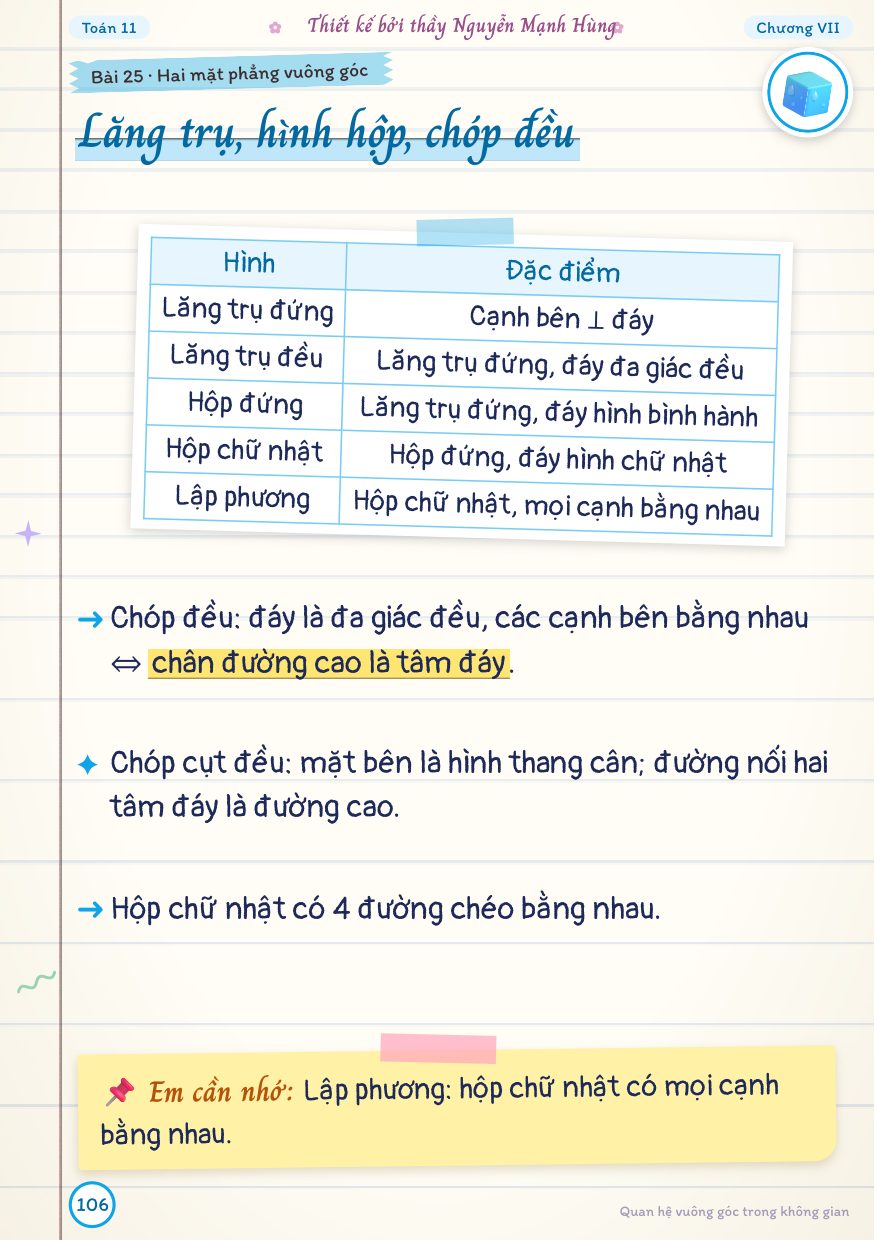 Toán 11
Thiết kế bởi thầy Nguyễn Mạnh Hùng
Chương VII
Bài 25 · Hai mặt phẳng vuông góc
Lăng trụ, hình hộp, chóp đều
Hình Đặc điểm
Lăng trụ đứng Cạnh bên ⊥ đáy
Lăng trụ đều Lăng trụ đứng, đáy đa giác đều
Hộp đứng Lăng trụ đứng, đáy hình bình hành
Hộp chữ nhật Hộp đứng, đáy hình chữ nhật
Lập phương Hộp chữ nhật, mọi cạnh bằng nhau
→ Chóp đều: đáy là đa giác đều, các cạnh bên bằng nhau
⇔ chân đường cao là tâm đáy.
✦ Chóp cụt đều: mặt bên là hình thang cân; đường nối hai
tâm đáy là đường cao.
→ Hộp chữ nhật có 4 đường chéo bằng nhau.
📌 Em cần nhớ: Lập phương: hộp chữ nhật có mọi cạnh
bằng nhau.
106
Quan hệ vuông góc trong không gian